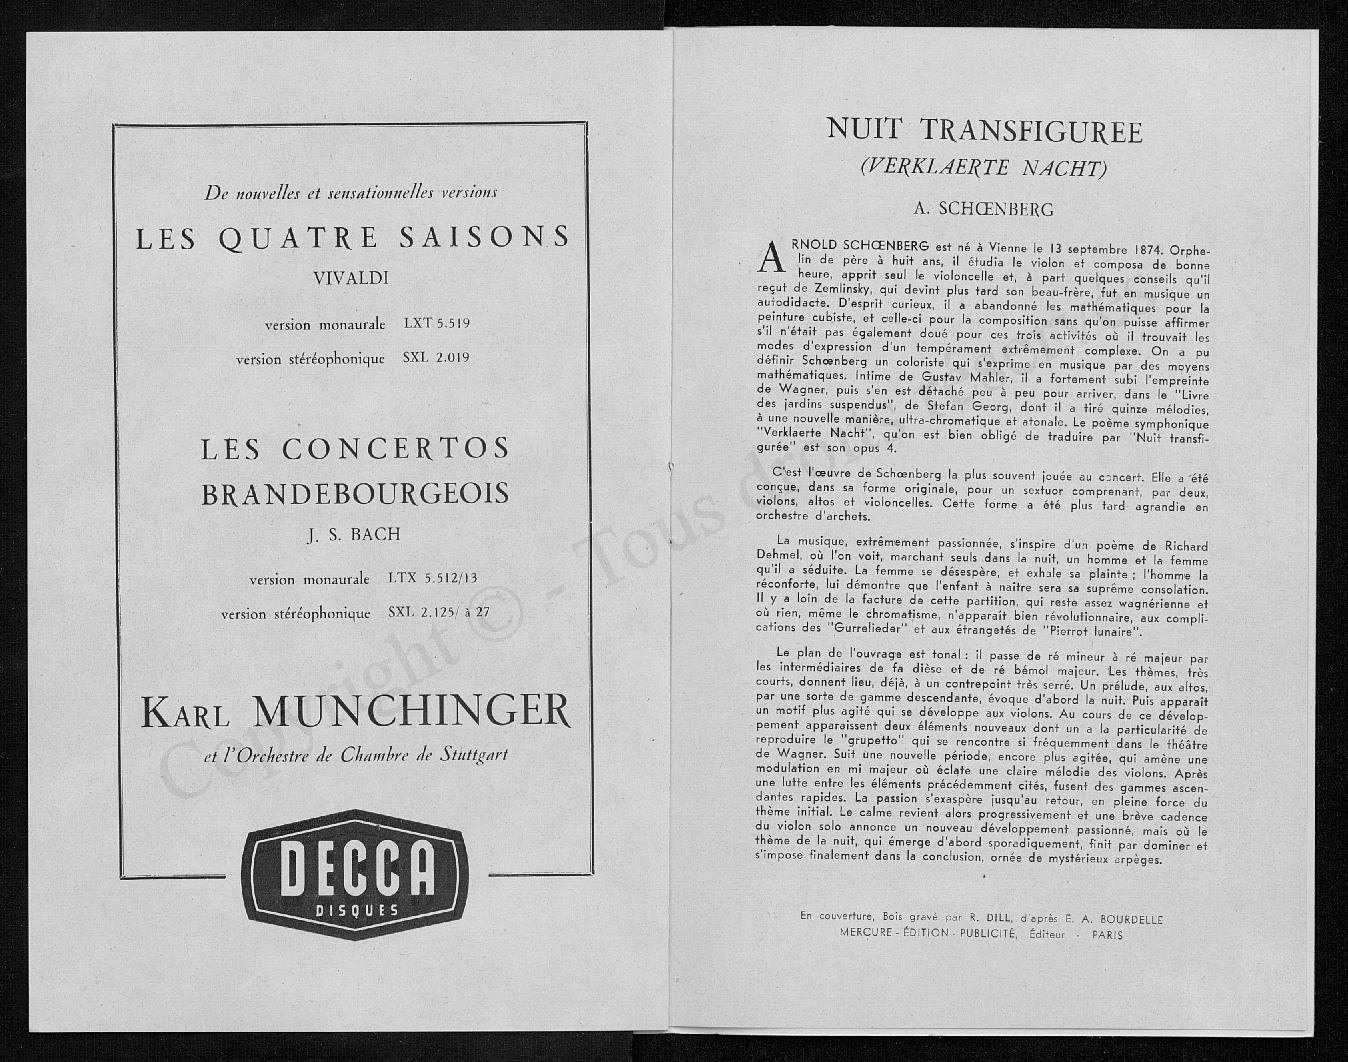 De nouvelles et sensationnelles versions
LES QUATRE SAISONS
VIVALDI
version monaurale LXT 5.519
version stéréophonique SXL 2.019
LES CONCERTOS
BRANDEBOURGEOIS
J. S. BACH
version monaurale LTX 5.512/13
version stéréophonique SXL 2.125/ à 27
KARL MUNCHINGER
et l'Orchestre de Chambre de Stuttgart
DECCA
DISQUES
NUIT TRANSFIGUREE
(VERKLAERTE NACHT)
A. SCHŒNBERG
ARNOLD SCHŒNBERG est né à Vienne le 13 septembre 1874. Orphe-
lin de père à huit ans, il étudia le violon et composa de bonne
heure, apprit seul le violoncelle et, à part quelques conseils qu'il
reçut de Zemlinsky, qui devint plus tard son beau-frère, fut en musique un
autodidacte. D'esprit curieux, il a abandonné les mathématiques pour la
peinture cubiste, et celle-ci pour la composition sans qu'on puisse affirmer
s'il n'était pas également doué pour ces trois activités où il trouvait les
modes d'expression d'un tempérament extrêmement complexe. On a pu
définir Schœnberg un coloriste qui s'exprime en musique par des moyens
mathématiques. Intime de Gustav Mahler, il a fortement subi l'empreinte
de Wagner, puis s'en est détaché peu à peu pour arriver, dans le "Livre
des jardins suspendus", de Stefan Georg, dont il a tiré quinze mélodies,
à une nouvelle manière, ultra-chromatique et atonale. Le poème symphonique
"Verklaerte Nacht", qu'on est bien obligé de traduire par "Nuit transfi-
gurée" est son opus 4.
C'est l'œuvre de Schœnberg la plus souvent jouée au concert. Elle a été
conçue, dans sa forme originale, pour un sextuor comprenant, par deux,
violons, altos et violoncelles. Cette forme a été plus tard agrandie en
orchestre d'archets.
La musique, extrêmement passionnée, s'inspire d'un poème de Richard
Dehmel, où l'on voit, marchant seuls dans la nuit, un homme et la femme
qu'il a séduite. La femme se désespère, et exhale sa plainte ; l'homme la
réconforte, lui démontre que l'enfant à naitre sera sa suprême consolation.
Il y a loin de la facture de cette partition, qui reste assez wagnérienne et
où rien, même le chromatisme, n'apparaît bien révolutionnaire, aux compli-
cations des "Gurrelieder" et aux étrangetés de "Pierrot lunaire".
Le plan de l'ouvrage est tonal : il passe de ré mineur à ré majeur par
les intermédiaires de fa dièse et de ré bémol majeur. Les thèmes, très
courts, donnent lieu, déjà, à un contrepoint très serré. Un prélude, aux altos,
par une sorte de gamme descendante, évoque d'abord la nuit. Puis apparaît
un motif plus agité qui se développe aux violons. Au cours de ce dévelop-
pement apparaissent deux éléments nouveaux dont un a la particularité de
reproduire le "grupetto" qui se rencontre si fréquemment dans le théâtre
de Wagner. Suit une nouvelle période, encore plus agitée, qui amène une
modulation en mi majeur où éclate une claire mélodie des violons. Après
une lutte entre les éléments précédemment cités, fusent des gammes ascen-
dantes rapides. La passion s'exaspère jusqu'au retour, en pleine force du
thème initial. Le calme revient alors progressivement et une brève cadence
du violon solo annonce un nouveau développement passionné, mais où le
thème de la nuit, qui émerge d'abord sporadiquement, finit par dominer et
s'impose finalement dans la conclusion, ornée de mystérieux arpèges.
En couverture, Bois gravé par R. DILL, d'après E. A. BOURDELLE
MERCURE - ÉDITION - PUBLICITÉ, Éditeur - PARIS
Copyright © - Tous